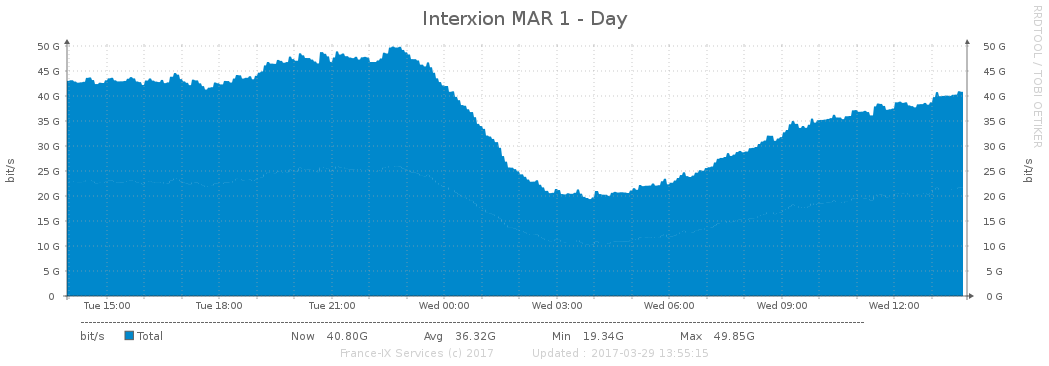 Interxion MAR 1 - Day
RRDTOOL / TOBI OETIKER
bit/s
50 G 50 G
45 G 45 G
40 G 40 G
35 G 35 G
30 G 30 G
25 G 25 G
20 G 20 G
15 G 15 G
10 G 10 G
5 G 5 G
0 0 G
bit/s
Tue 15:00 Tue 18:00 Tue 21:00 Wed 00:00 Wed 03:00 Wed 06:00 Wed 09:00 Wed 12:00
bit/s Total Now 40.80G Avg 36.32G Min 19.34G Max 49.85G
France-IX Services (c) 2017 Updated : 2017-03-29 13:55:15